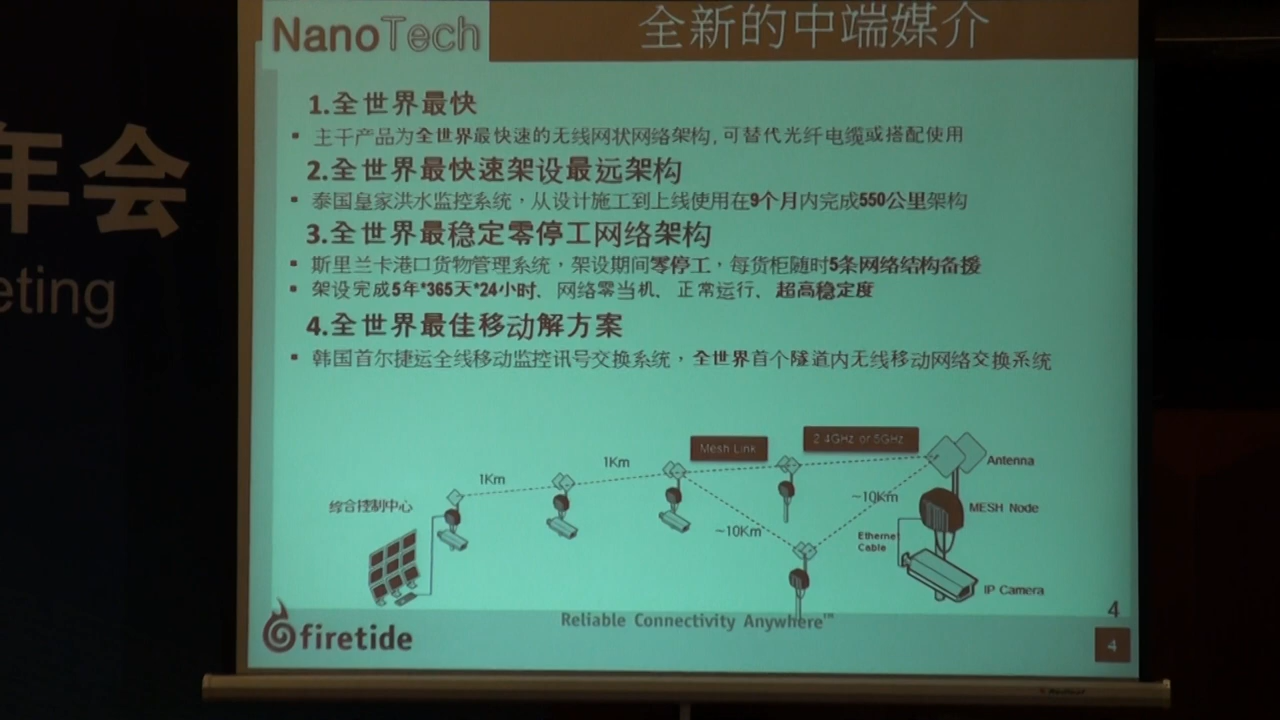 NanoTech
全新的中端媒介
年会
eting
1.全世界最快
▪ 主干产品为全世界最快速的无线网状网络架构,可替代光纤电缆或搭配使用
2.全世界最快速架设最远架构
▪ 泰国皇家洪水监控系统，从设计施工到上线使用在9个月内完成550公里架构
3.全世界最稳定零停工网络架构
▪ 斯里兰卡港口货物管理系统，架设期间零停工，每货柜随时5条网络结构备援
▪ 架设完成5年*365天*24小时、网络零当机、正常运行、超高稳定度
4.全世界最佳移动解方案
▪ 韩国首尔捷运全线移动监控讯号交换系统，全世界首个隧道内无线移动网络交换系统
综合控制中心
1Km
1Km
Mesh Link
2.4GHz or 5GHz
~10Km
~10Km
Antenna
MESH Node
Ethernet
Cable
IP Camera
firetide
Reliable Connectivity Anywhere™
4
4